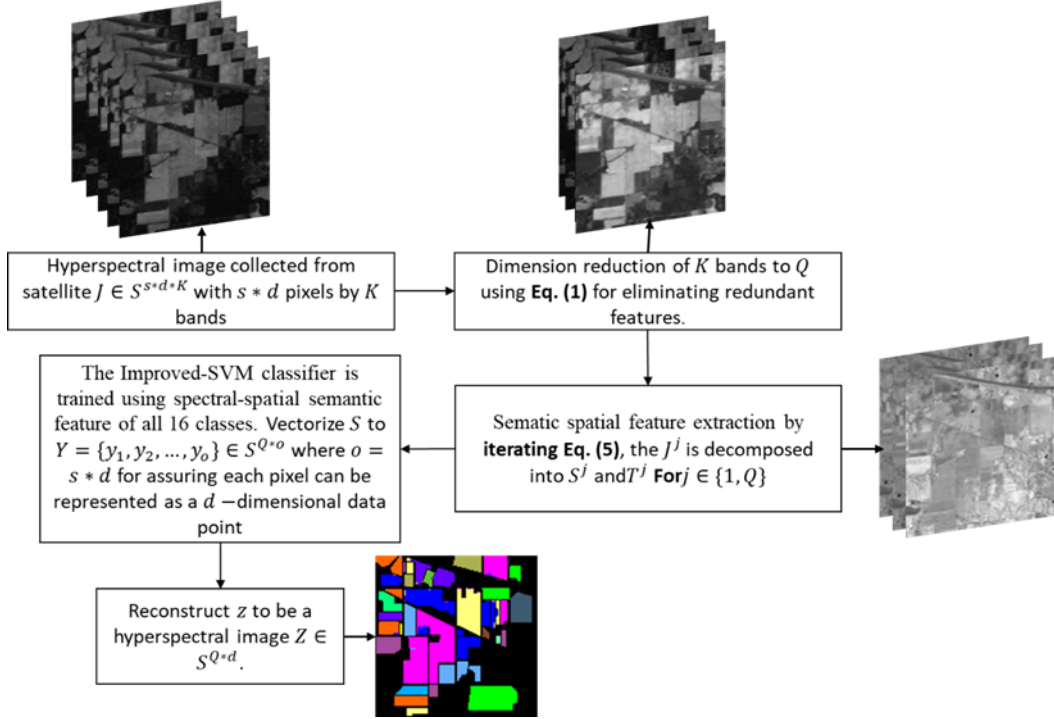 Hyperspectral image collected from
satellite J ∈ S^{s*d*K} with s * d pixels by K
bands
Dimension reduction of K bands to Q
using Eq. (1) for eliminating redundant
features.
Sematic spatial feature extraction by
iterating Eq. (5), the J^j is decomposed
into S^j andT^j Forj ∈ {1, Q}
The Improved-SVM classifier is
trained using spectral-spatial semantic
feature of all 16 classes. Vectorize S to
Y = {y_1, y_2, ..., y_o} ∈ S^{Q*o} where o =
s * d for assuring each pixel can be
represented as a d −dimensional data
point
Reconstruct z to be a
hyperspectral image Z ∈
S^{Q*d}.